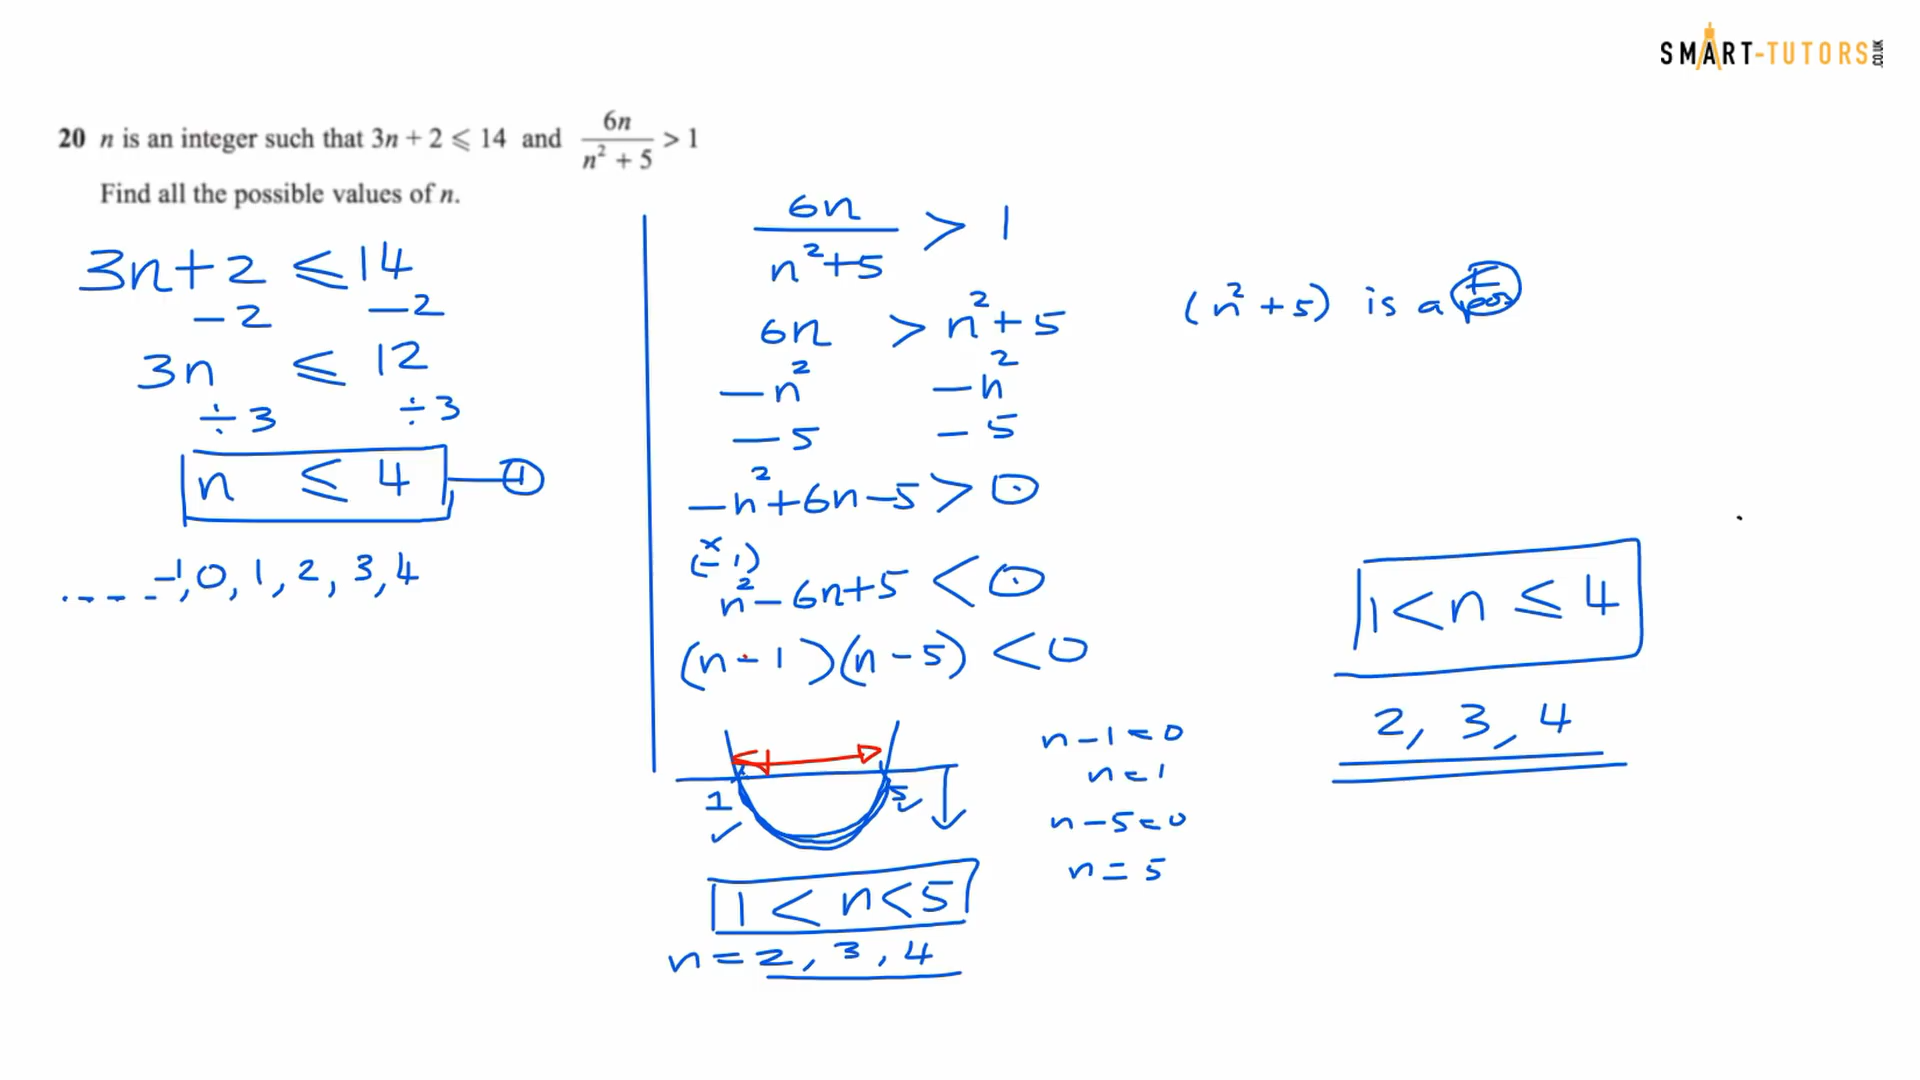 SMART-TUTORS.CO.UK
20 n is an integer such that 3n + 2 ⩽ 14 and 6n / (n² + 5) > 1
Find all the possible values of n.
3n+2 ⩽ 14
−2 −2
3n ⩽ 12
÷3 ÷3
n ⩽ 4 — 1
.... -1, 0, 1, 2, 3, 4
6n / (n²+5) > 1
6n > n²+5
−n² −n²
−5 −5
−n²+6n−5 > 0
×(−1)
n²−6n+5 < 0
(n−1)(n−5) < 0
1 5
1 < n < 5
n = 2, 3, 4
(n²+5) is a
n−1=0
n=1
n−5=0
n=5
1 < n ⩽ 4
2, 3, 4